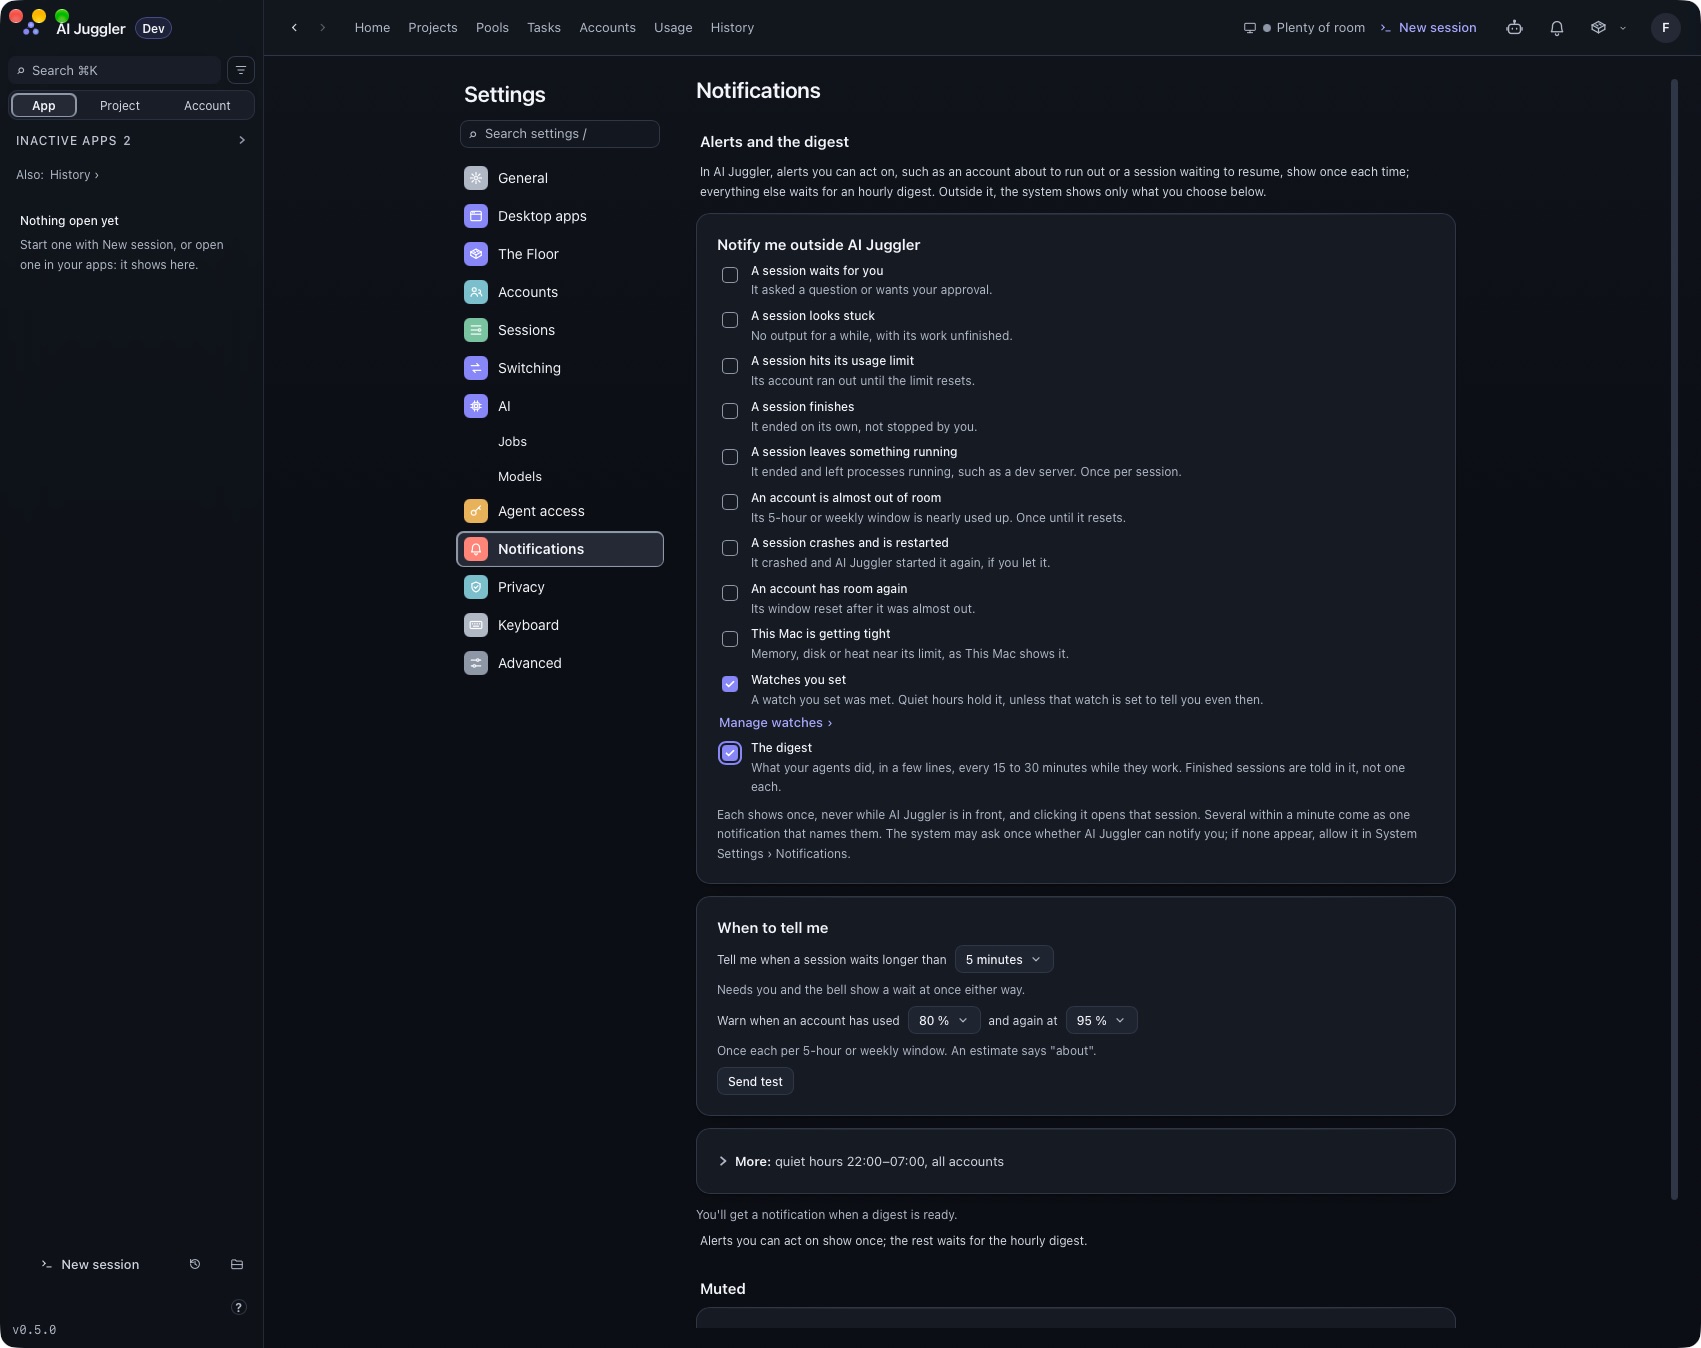 AI Juggler Dev
Search ⌘K
App Project Account
INACTIVE APPS 2
Also: History ›
Nothing open yet
Start one with New session, or open
one in your apps: it shows here.
New session
?
v0.5.0
Home Projects Pools Tasks Accounts Usage History
Plenty of room
New session
F
Settings
Search settings /
General
Desktop apps
The Floor
Accounts
Sessions
Switching
AI
Jobs
Models
Agent access
Notifications
Privacy
Keyboard
Advanced
Notifications
Alerts and the digest
In AI Juggler, alerts you can act on, such as an account about to run out or a session waiting to resume, show once each time;
everything else waits for an hourly digest. Outside it, the system shows only what you choose below.
Notify me outside AI Juggler
A session waits for you
It asked a question or wants your approval.
A session looks stuck
No output for a while, with its work unfinished.
A session hits its usage limit
Its account ran out until the limit resets.
A session finishes
It ended on its own, not stopped by you.
A session leaves something running
It ended and left processes running, such as a dev server. Once per session.
An account is almost out of room
Its 5-hour or weekly window is nearly used up. Once until it resets.
A session crashes and is restarted
It crashed and AI Juggler started it again, if you let it.
An account has room again
Its window reset after it was almost out.
This Mac is getting tight
Memory, disk or heat near its limit, as This Mac shows it.
Watches you set
A watch you set was met. Quiet hours hold it, unless that watch is set to tell you even then.
Manage watches ›
The digest
What your agents did, in a few lines, every 15 to 30 minutes while they work. Finished sessions are told in it, not one
each.
Each shows once, never while AI Juggler is in front, and clicking it opens that session. Several within a minute come as one
notification that names them. The system may ask once whether AI Juggler can notify you; if none appear, allow it in System
Settings › Notifications.
When to tell me
Tell me when a session waits longer than 5 minutes
Needs you and the bell show a wait at once either way.
Warn when an account has used 80 % and again at 95 %
Once each per 5-hour or weekly window. An estimate says "about".
Send test
More: quiet hours 22:00–07:00, all accounts
You'll get a notification when a digest is ready.
Alerts you can act on show once; the rest waits for the hourly digest.
Muted